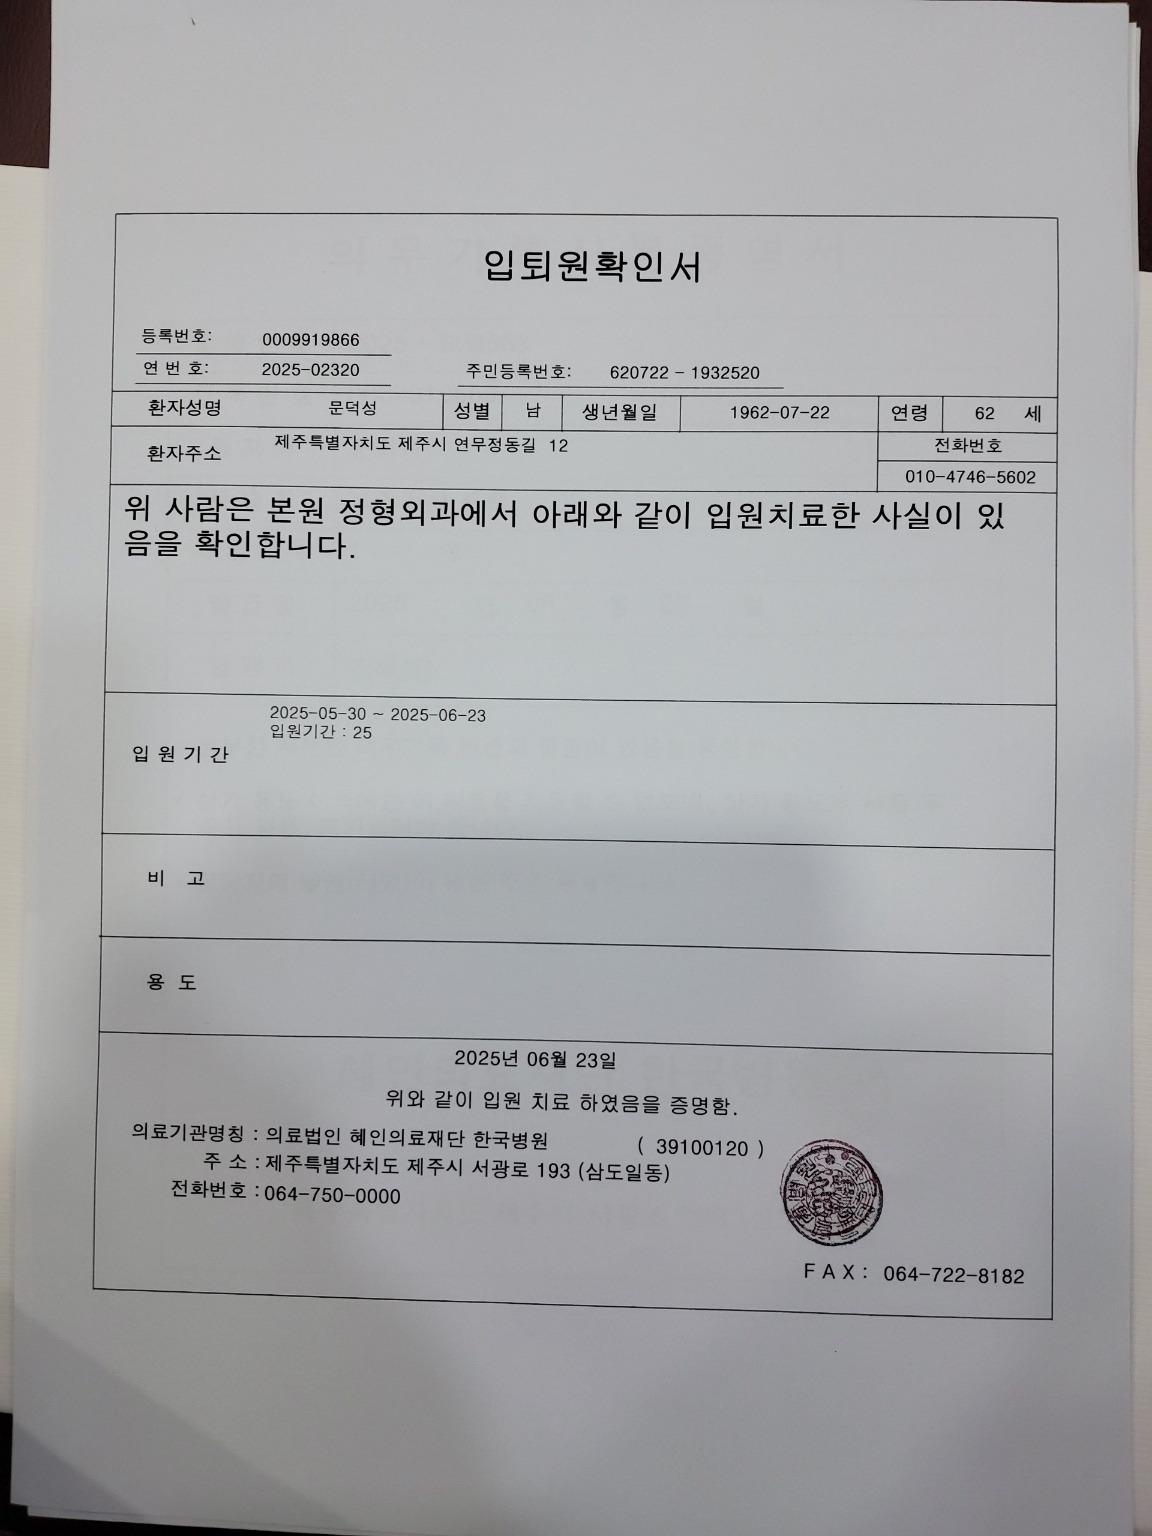 입퇴원확인서
등록번호: 0009919866
연 번 호: 2025-02320 주민등록번호: 620722 - 1932520
환자성명 문덕성 성별 남 생년월일 1962-07-22 연령 62 세
환자주소 제주특별자치도 제주시 연무정동길 12 전화번호
010-4746-5602
위 사람은 본원 정형외과에서 아래와 같이 입원치료한 사실이 있
음을 확인합니다.
2025-05-30 ~ 2025-06-23
입원기간 : 25
입 원 기 간
비 고
용 도
2025년 06월 23일
위와 같이 입원 치료 하였음을 증명함.
의료기관명칭 : 의료법인 혜인의료재단 한국병원 ( 39100120 )
주 소 : 제주특별자치도 제주시 서광로 193 (삼도일동)
전화번호 : 064-750-0000
F A X : 064-722-8182